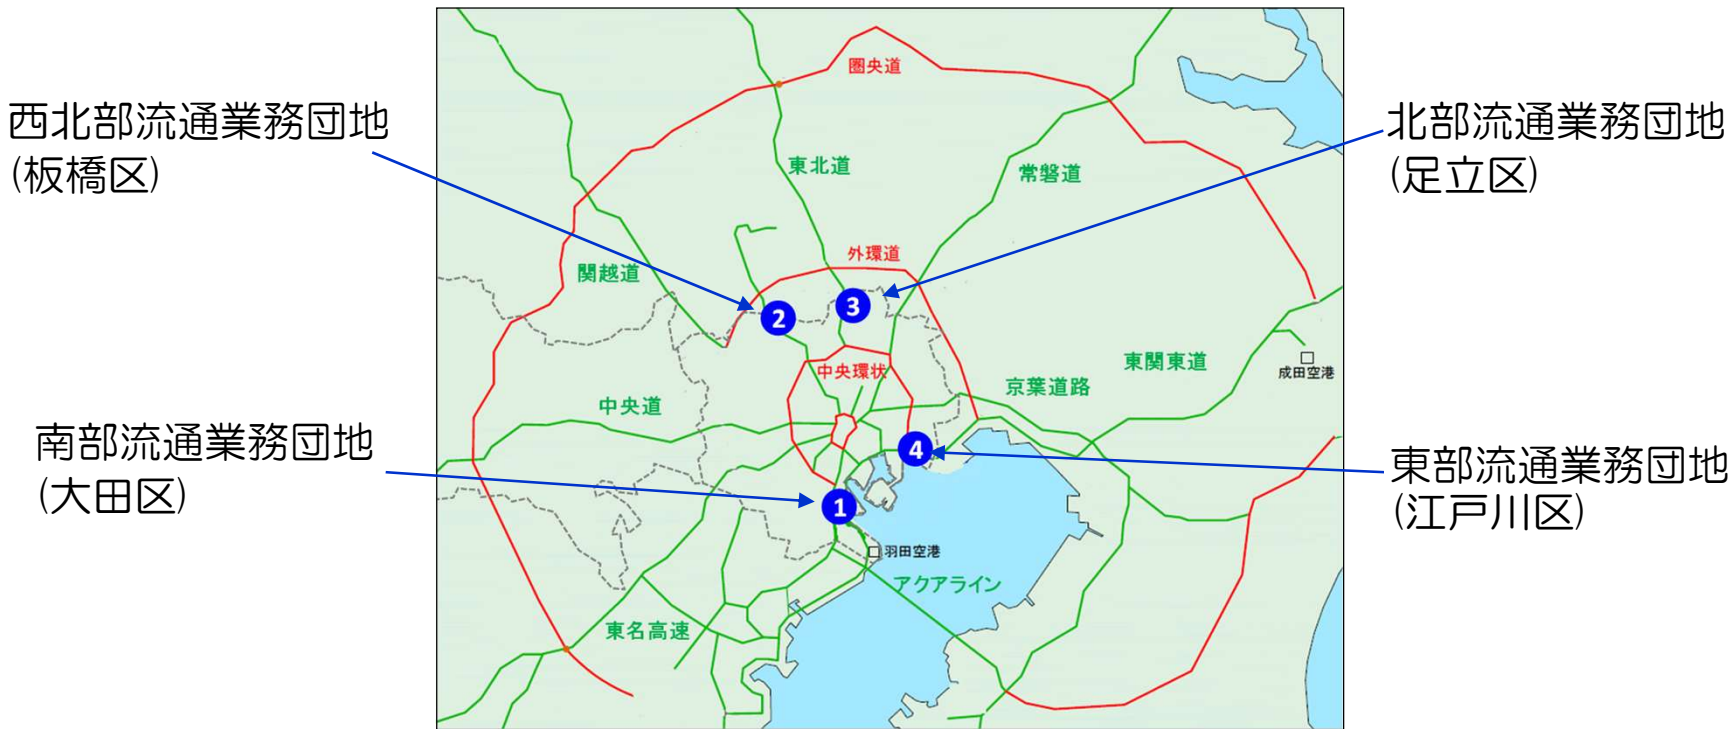 西北部流通業務団地
(板橋区)
北部流通業務団地
(足立区)
南部流通業務団地
(大田区)
東部流通業務団地
(江戸川区)
圏央道
東北道
常磐道
外環道
関越道
2
3
中央環状
東関東道
成田空港
京葉道路
中央道
4
1
羽田空港
アクアライン
東名高速